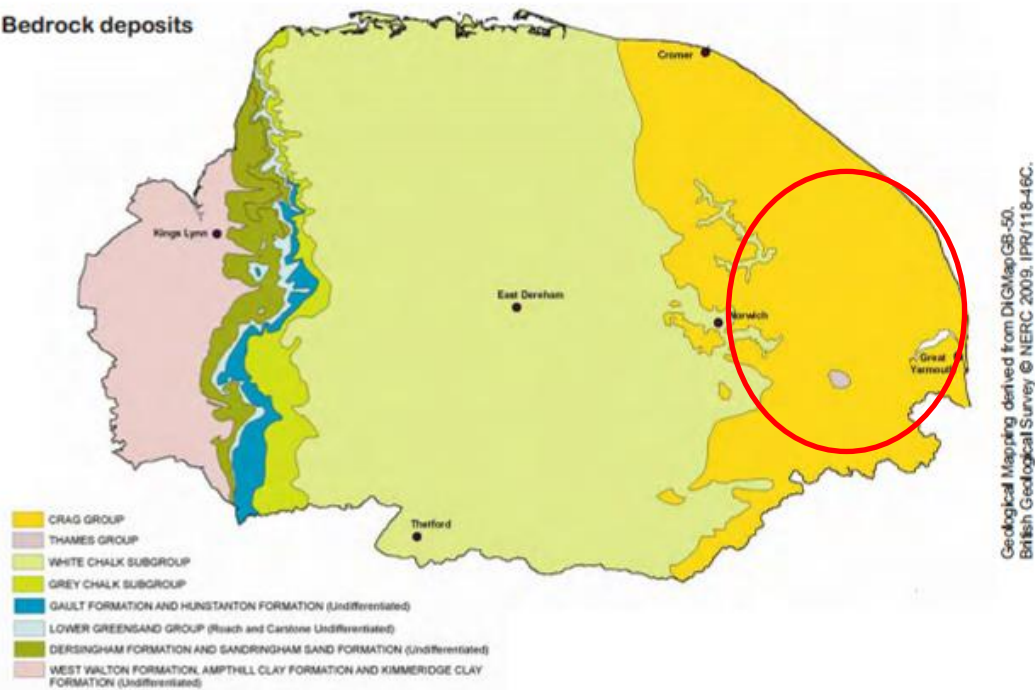 Bedrock deposits
Cromer
Kings Lynn
East Dereham
Norwich
Great
Yarmouth
Thetford
CRAG GROUP
THAMES GROUP
WHITE CHALK SUBGROUP
GREY CHALK SUBGROUP
GAULT FORMATION AND HUNSTANTON FORMATION (Undifferentiated)
LOWER GREENSAND GROUP (Roach and Carstone Undifferentiated)
DERSINGHAM FORMATION AND SANDRINGHAM SAND FORMATION (Undifferentiated)
WEST WALTON FORMATION, AMPTHILL CLAY FORMATION AND KIMMERIDGE CLAY
FORMATION (Undifferentiated)
Geological Mapping derived from DiGMapGB-50.
British Geological Survey © NERC 2009. IPR/118-46C.